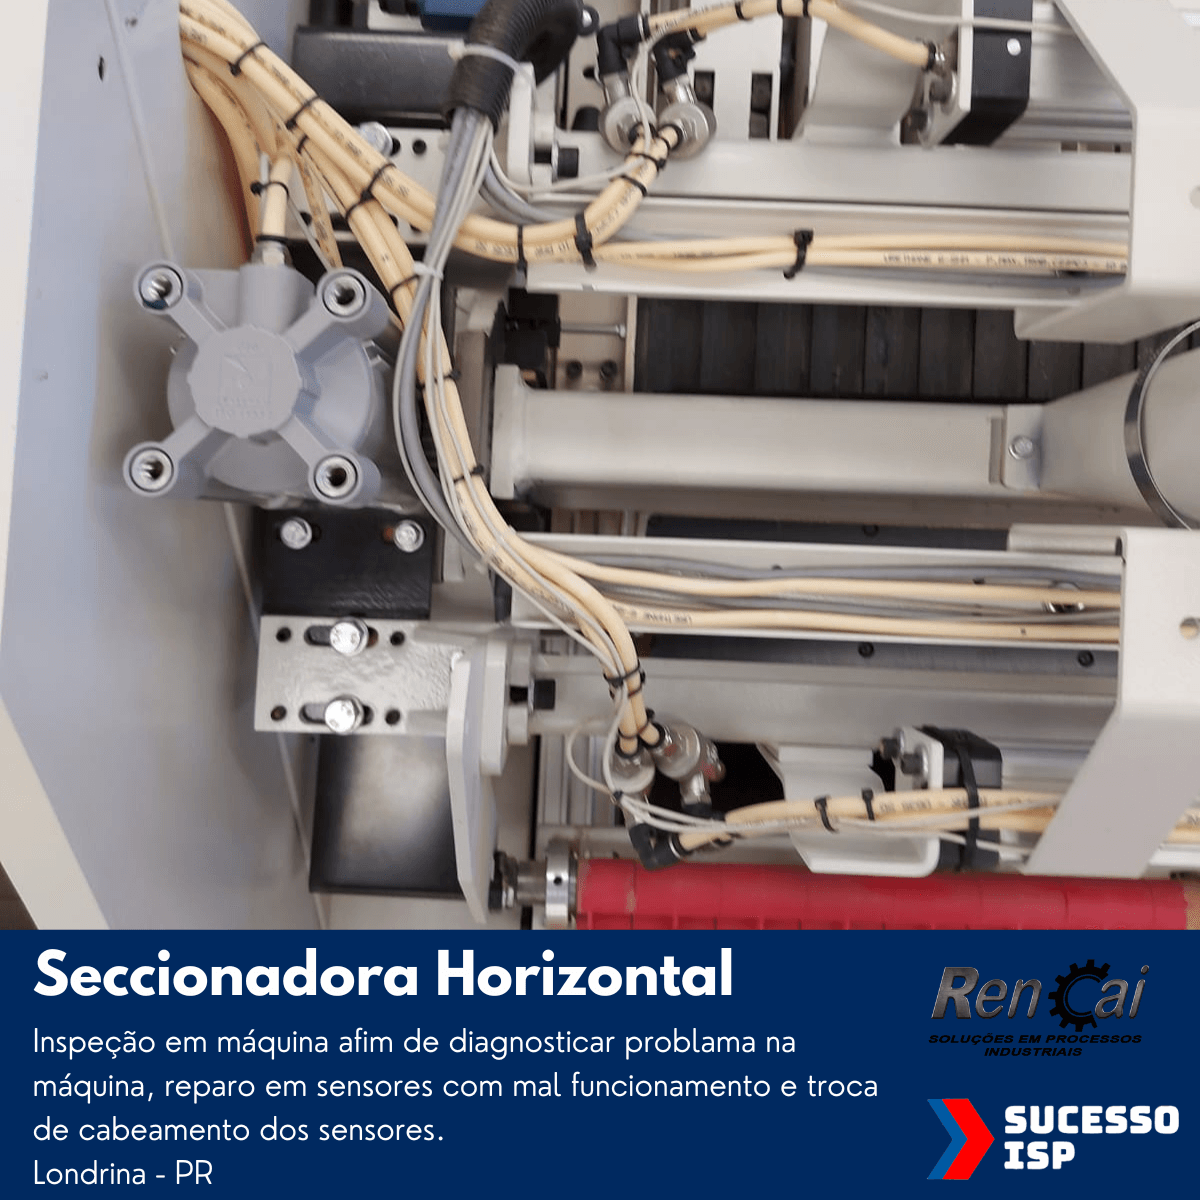 Seccionadora Horizontal
Inspeção em máquina afim de diagnosticar problama na
máquina, reparo em sensores com mal funcionamento e troca
de cabeamento dos sensores.
Londrina - PR
RenCai
SOLUÇÕES EM PROCESSOS
INDUSTRIAIS
SUCESSO
ISP